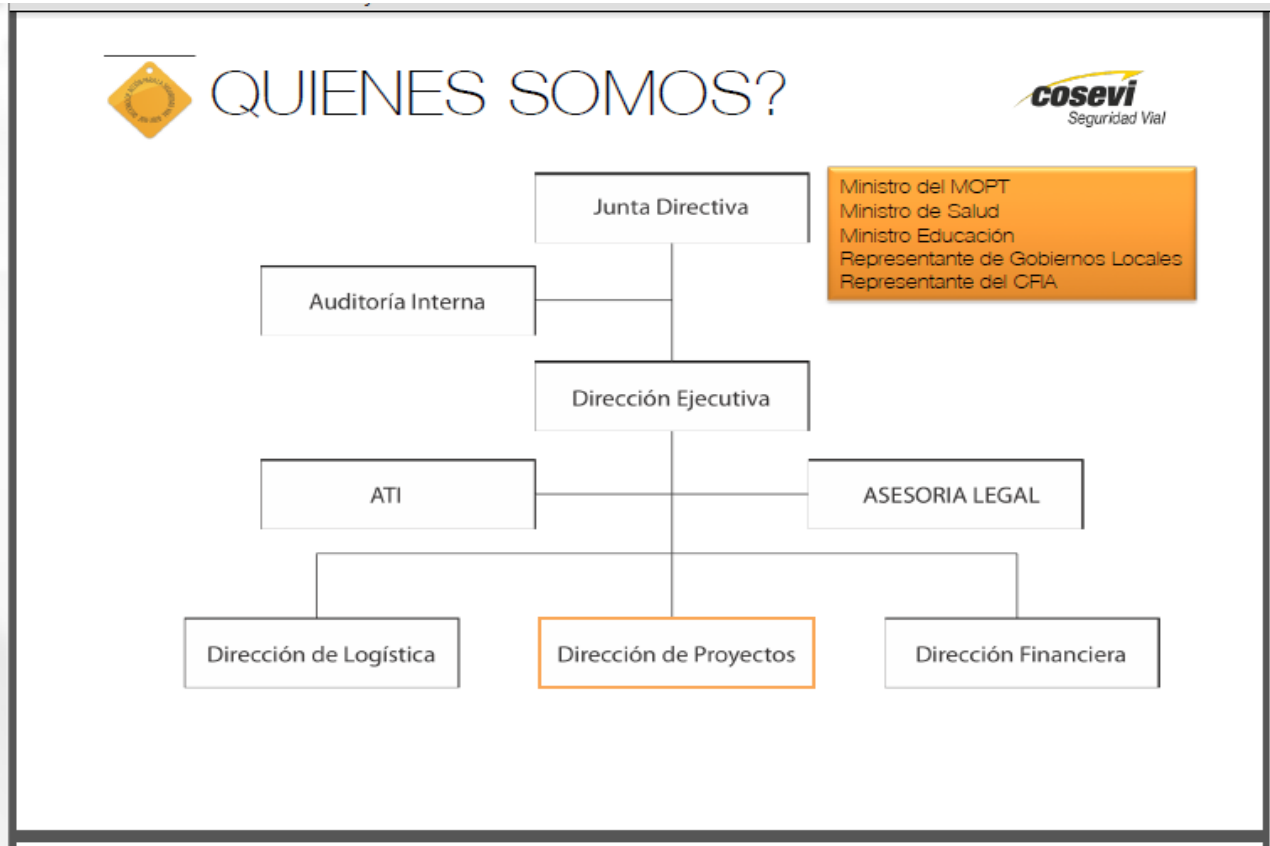 QUIENES SOMOS?
cosevi
Seguridad Vial
Junta Directiva
Ministro del MOPT
Ministro de Salud
Ministro Educación
Representante de Gobiernos Locales
Representante del CFIA
Auditoría Interna
Dirección Ejecutiva
ATI
ASESORIA LEGAL
Dirección de Logística
Dirección de Proyectos
Dirección Financiera